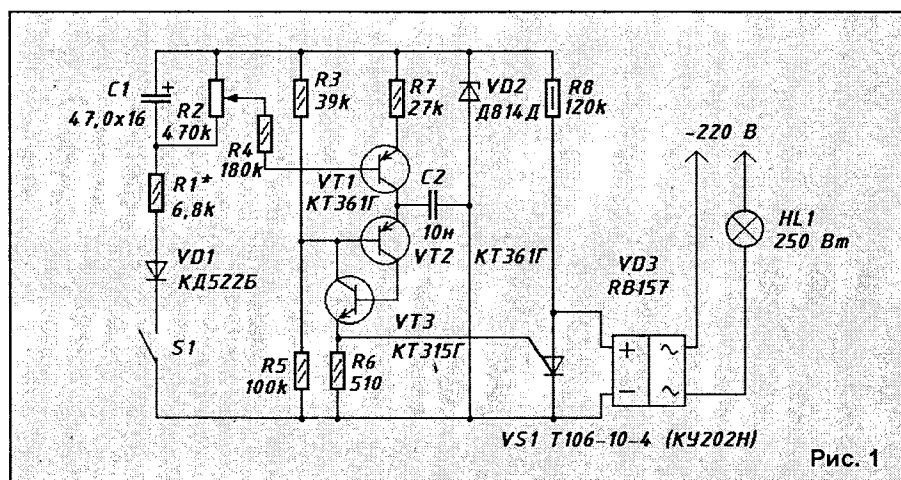 C1
+
47,0х16
R2
470k
R1*
6,8k
VD1
КД522Б
S1
R4
180k
R3
39k
R5
100k
R7
27k
VT1
КТ361Г
C2
10н
VT2
КТ361Г
VT3
КТ315Г
R6
510
VD2
Д814Д
R8
120k
~220 В
HL1
250 Вт
VD3
RB157
+ ~
− ~
VS1 Т106-10-4 (КУ202Н)
Рис. 1